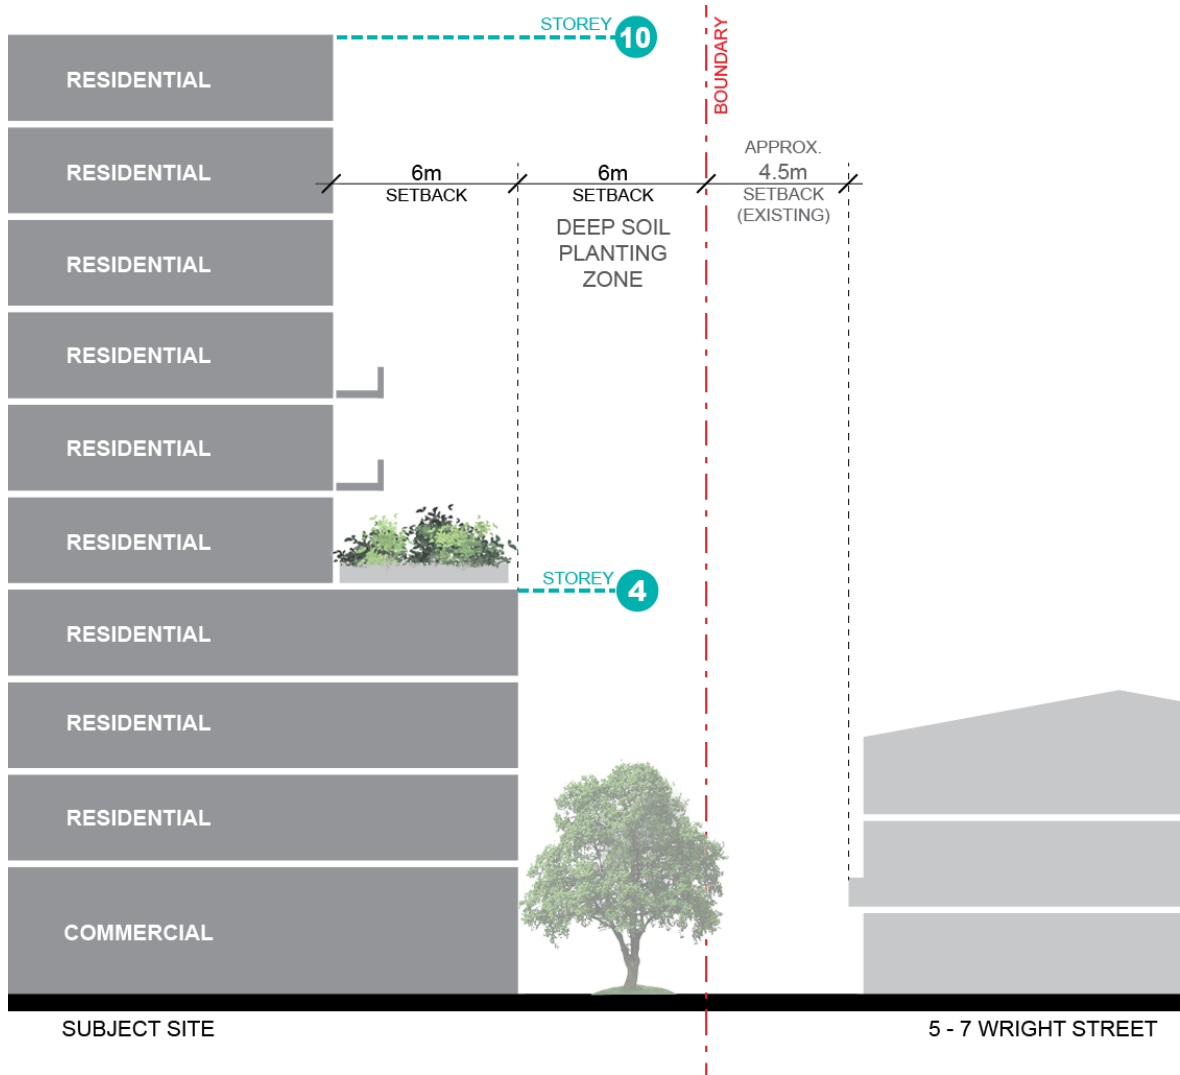 STOREY 10
BOUNDARY
RESIDENTIAL
RESIDENTIAL
6m
SETBACK
6m
SETBACK
DEEP SOIL
PLANTING
ZONE
APPROX.
4.5m
SETBACK
(EXISTING)
RESIDENTIAL
RESIDENTIAL
RESIDENTIAL
RESIDENTIAL
STOREY 4
RESIDENTIAL
RESIDENTIAL
RESIDENTIAL
COMMERCIAL
SUBJECT SITE
5 - 7 WRIGHT STREET